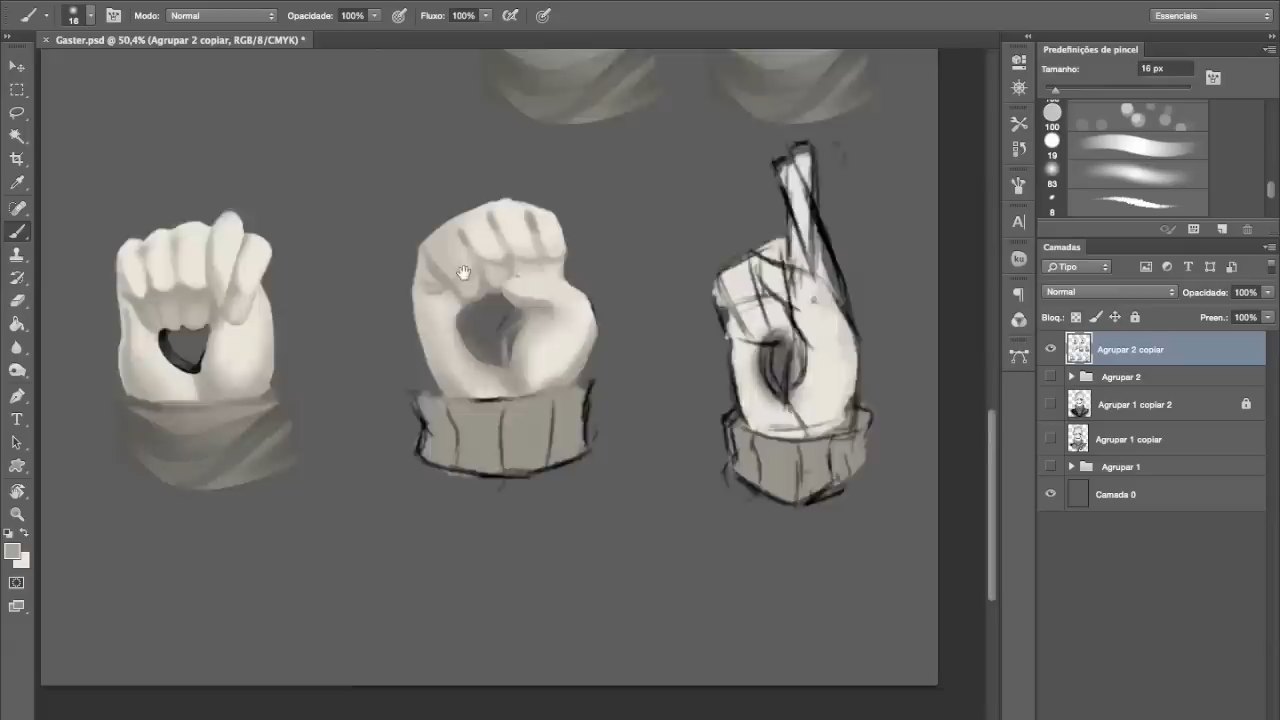 16
Modo:
Normal
Opacidade:
100%
Fluxo:
100%
Essenciais
Gaster.psd @ 50,4% (Agrupar 2 copiar, RGB/8/CMYK) *
Predefinições de pincel
Tamanho:
16 px
100
19
83
8
Camadas
Tipo
Normal
Opacidade:
100%
Bloq.:
Preen.:
100%
Agrupar 2 copiar
Agrupar 2
Agrupar 1 copiar 2
Agrupar 1 copiar
Agrupar 1
Camada 0
ku